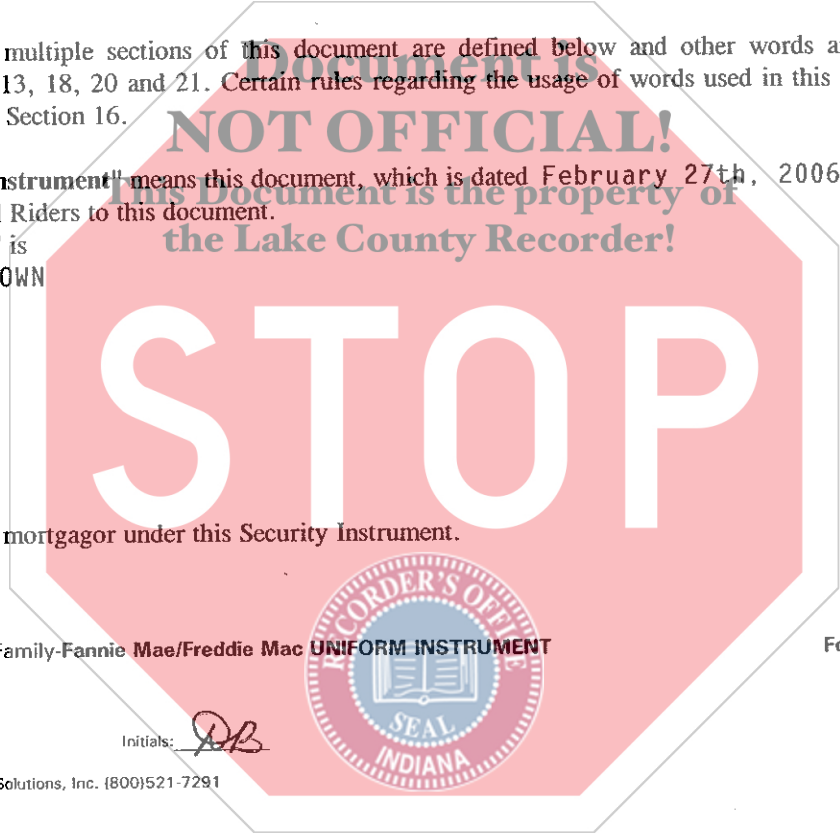 multiple sections of this document are defined below and other words a
Document is
13, 18, 20 and 21. Certain rules regarding the usage of words used in this
Section 16.
NOT OFFICIAL!
nstrument" means this document, which is dated February 27th, 2006
This Document is the property of
Riders to this document.
the Lake County Recorder!
is
OWN
STOP
mortgagor under this Security Instrument.
RECORDER'S OFFICE
SEAL
INDIANA
Family-Fannie Mae/Freddie Mac UNIFORM INSTRUMENT
Fo
Initials: DB
Solutions, Inc. (800)521-7291